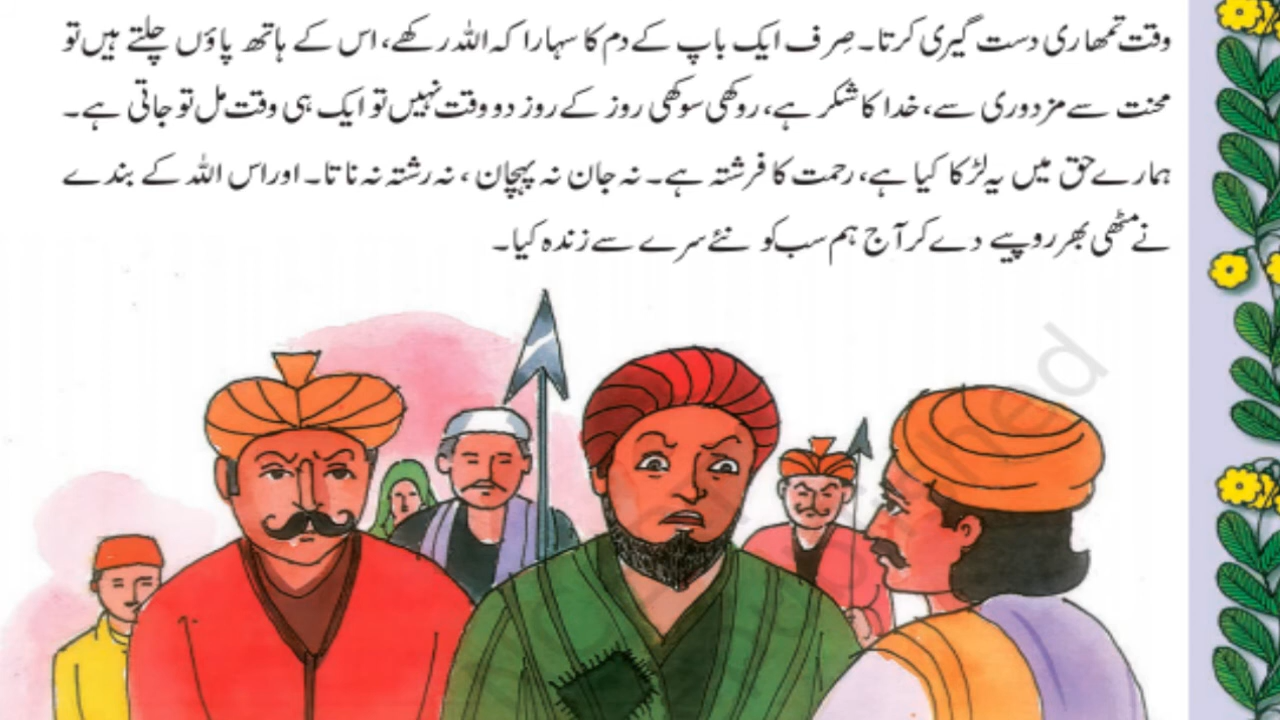 وقت تمھاری دست گیری کرتا۔ صِرف ایک باپ کے دم کا سہارا کہ اللہ رکھے، اس کے ہاتھ پاؤں چلتے ہیں تو
محنت سے مزدوری سے، خدا کا شکر ہے، روکھی سوکھی روز کے روز دو وقت نہیں تو ایک ہی وقت مل تو جاتی ہے۔
ہمارے حق میں یہ لڑکا کیا ہے، رحمت کا فرشتہ ہے۔ نہ جان نہ پہچان ، نہ رشتہ نہ ناتا۔ اور اس اللہ کے بندے
نے مٹھی بھر روپیے دے کر آج ہم سب کو نئے سرے سے زندہ کیا۔